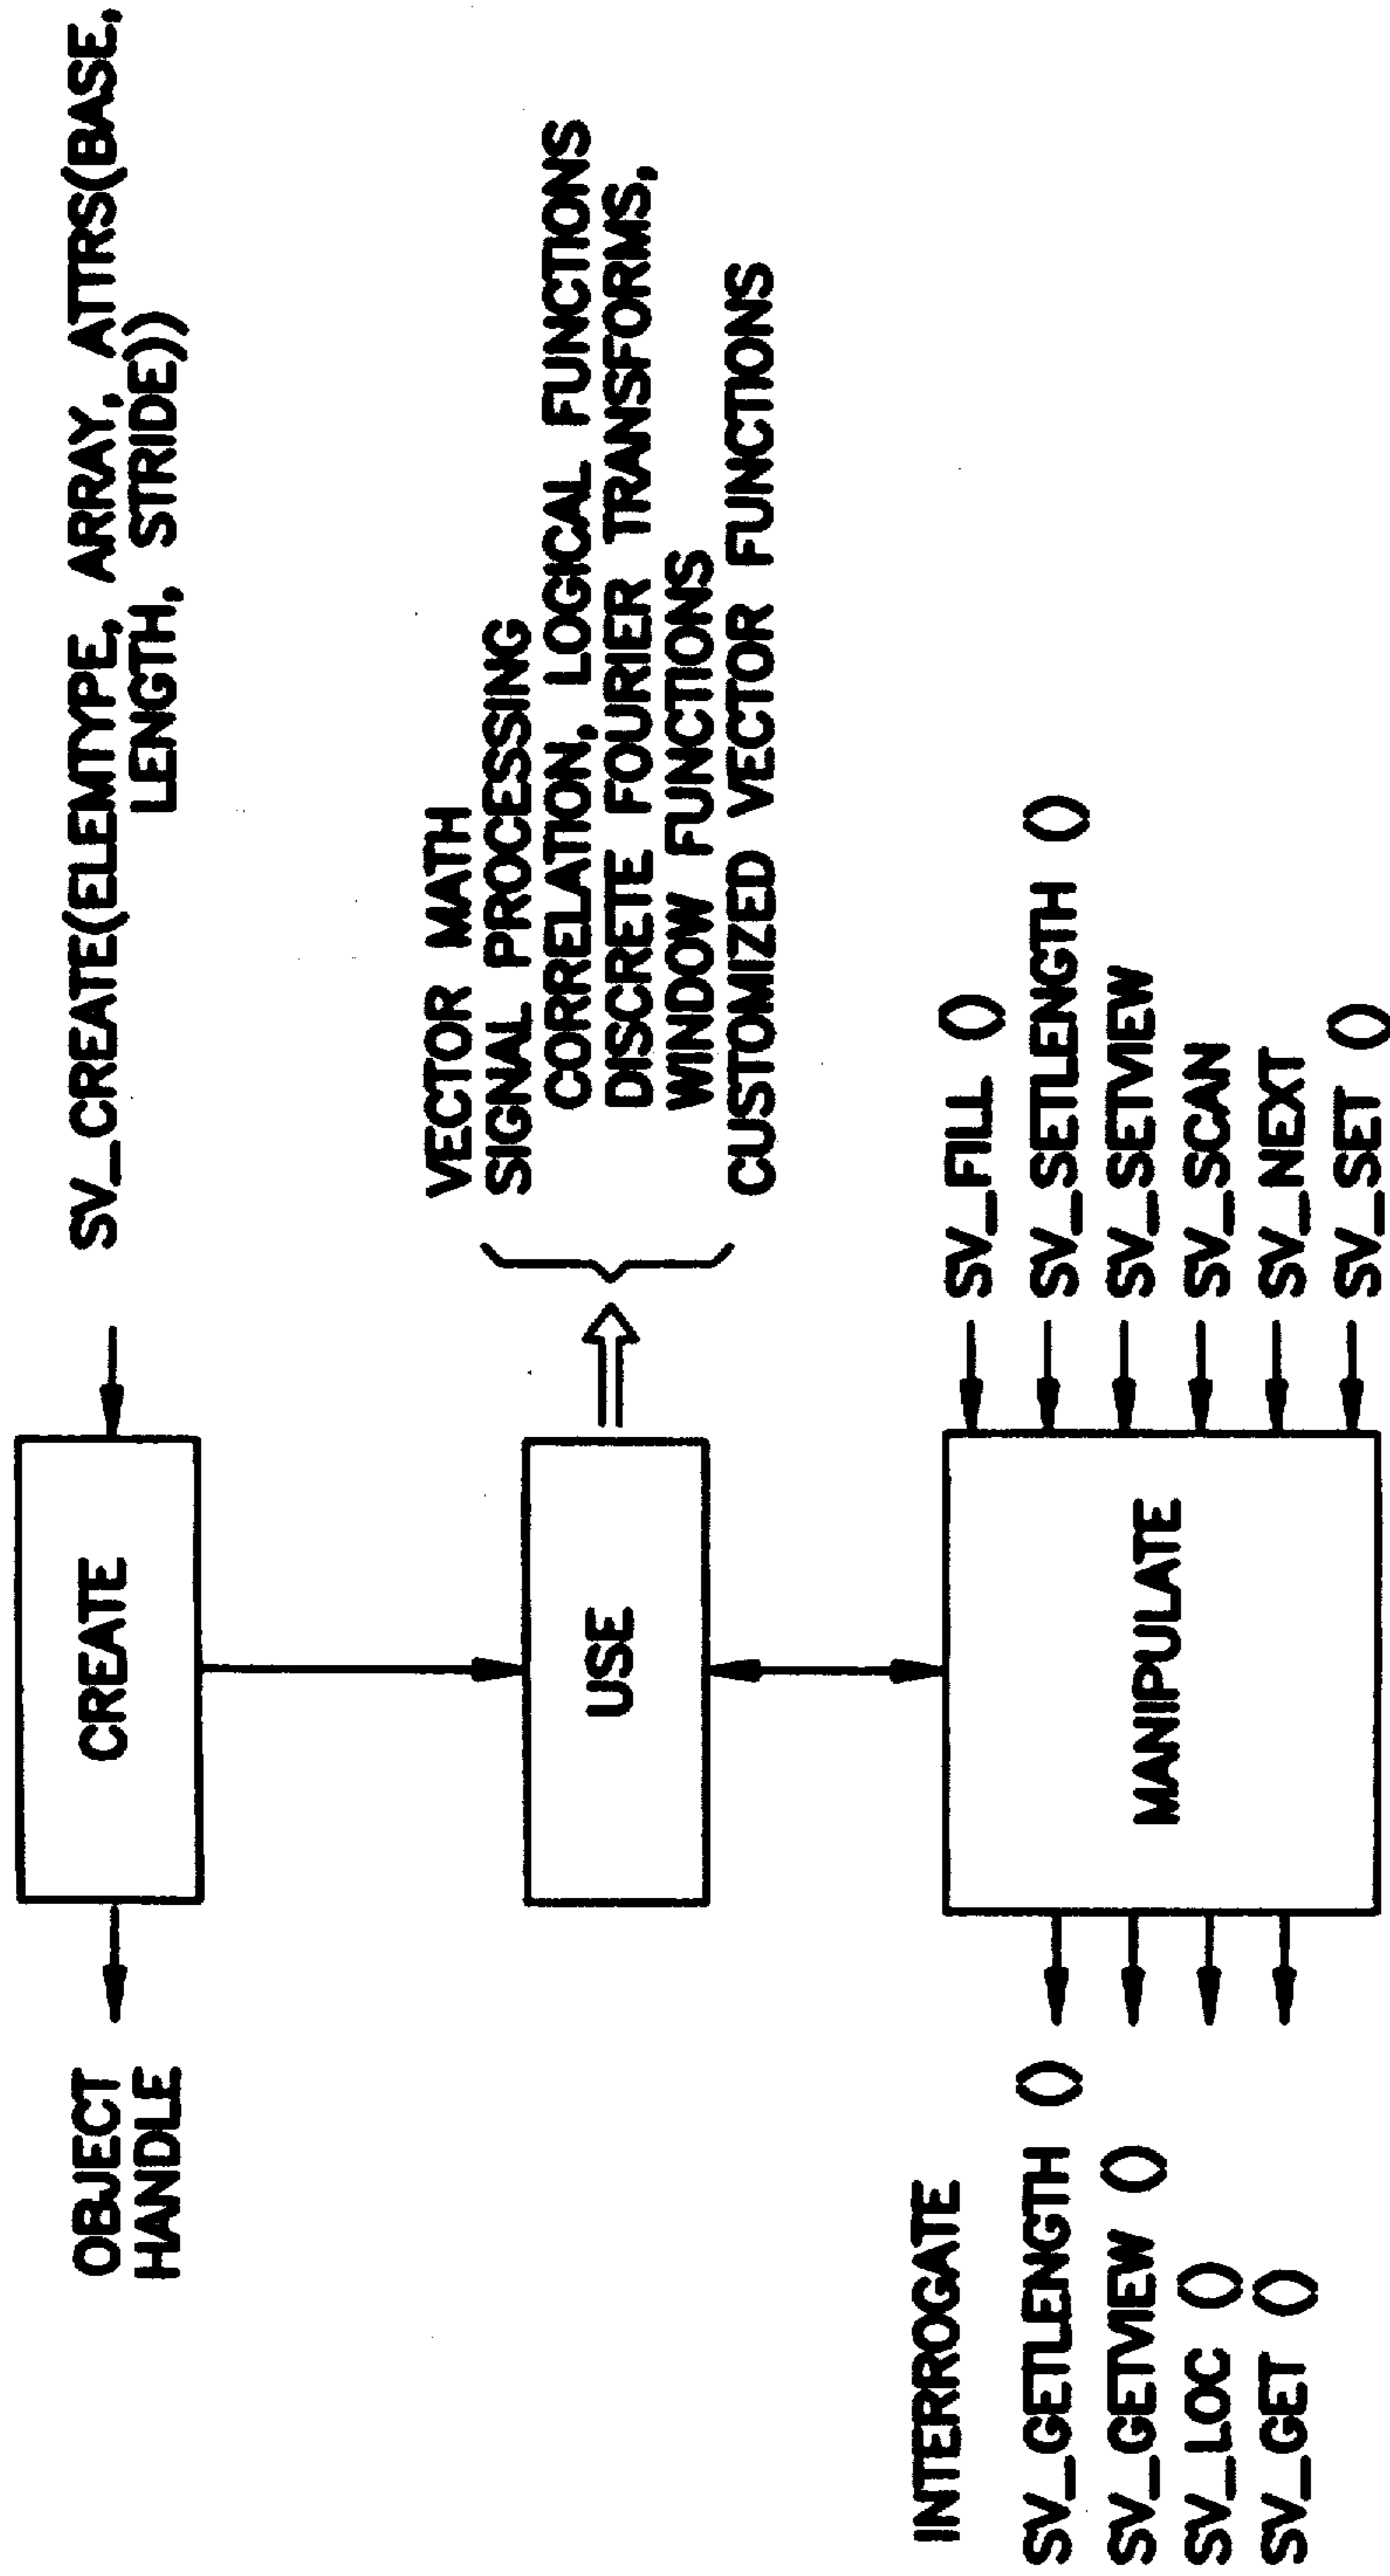 OBJECT
HANDLE
CREATE
SV_CREATE(ELEMTYPE, ARRAY, ATTRS(BASE,
LENGTH, STRIDE))
USE
VECTOR MATH
SIGNAL PROCESSING
CORRELATION, LOGICAL FUNCTIONS
DISCRETE FOURIER TRANSFORMS,
WINDOW FUNCTIONS
CUSTOMIZED VECTOR FUNCTIONS
INTERROGATE
SV_GETLENGTH ()
SV_GETVIEW ()
SV_LOC ()
SV_GET ()
MANIPULATE
SV_FILL ()
SV_SETLENGTH ()
SV_SETVIEW
SV_SCAN
SV_NEXT
SV_SET ()